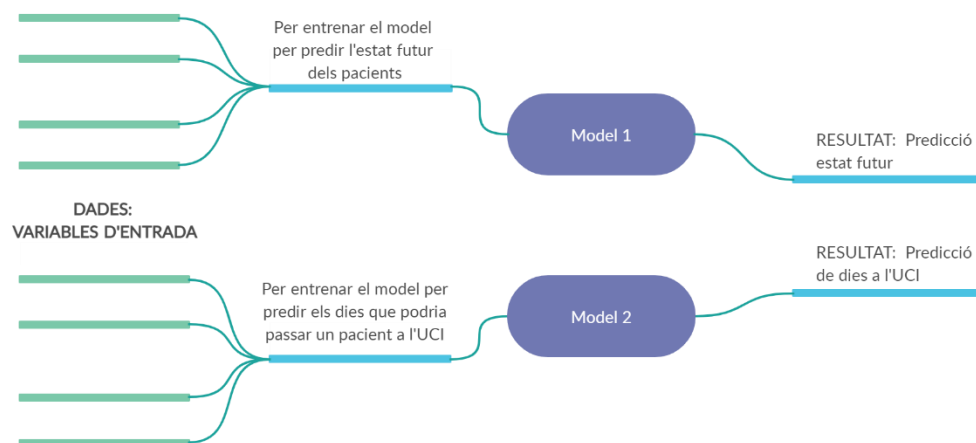 Per entrenar el model
per predir l'estat futur
dels pacients
Model 1
RESULTAT:  Predicció
estat futur
DADES:
VARIABLES D'ENTRADA
Per entrenar el model per
predir els dies que podria
passar un pacient a l'UCI
Model 2
RESULTAT:  Predicció
de dies a l'UCI